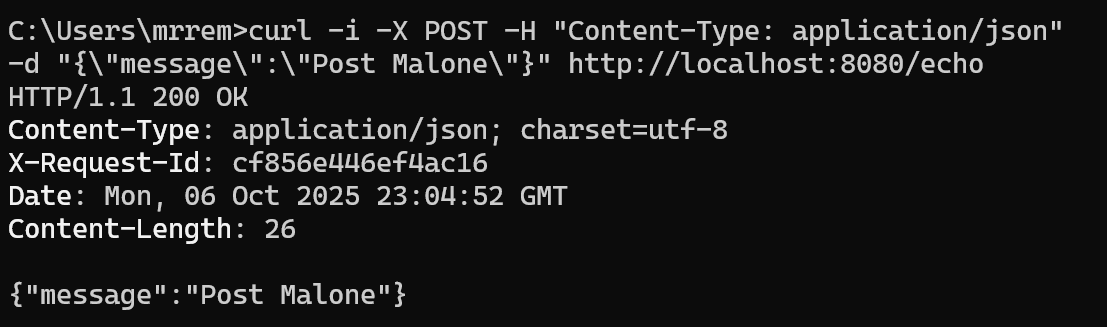 C:\Users\mrrem>curl -i -X POST -H "Content-Type: application/json"
-d "{\"message\":\"Post Malone\"}" http://localhost:8080/echo
HTTP/1.1 200 OK
Content-Type: application/json; charset=utf-8
X-Request-Id: cf856e446ef4ac16
Date: Mon, 06 Oct 2025 23:04:52 GMT
Content-Length: 26

{"message":"Post Malone"}